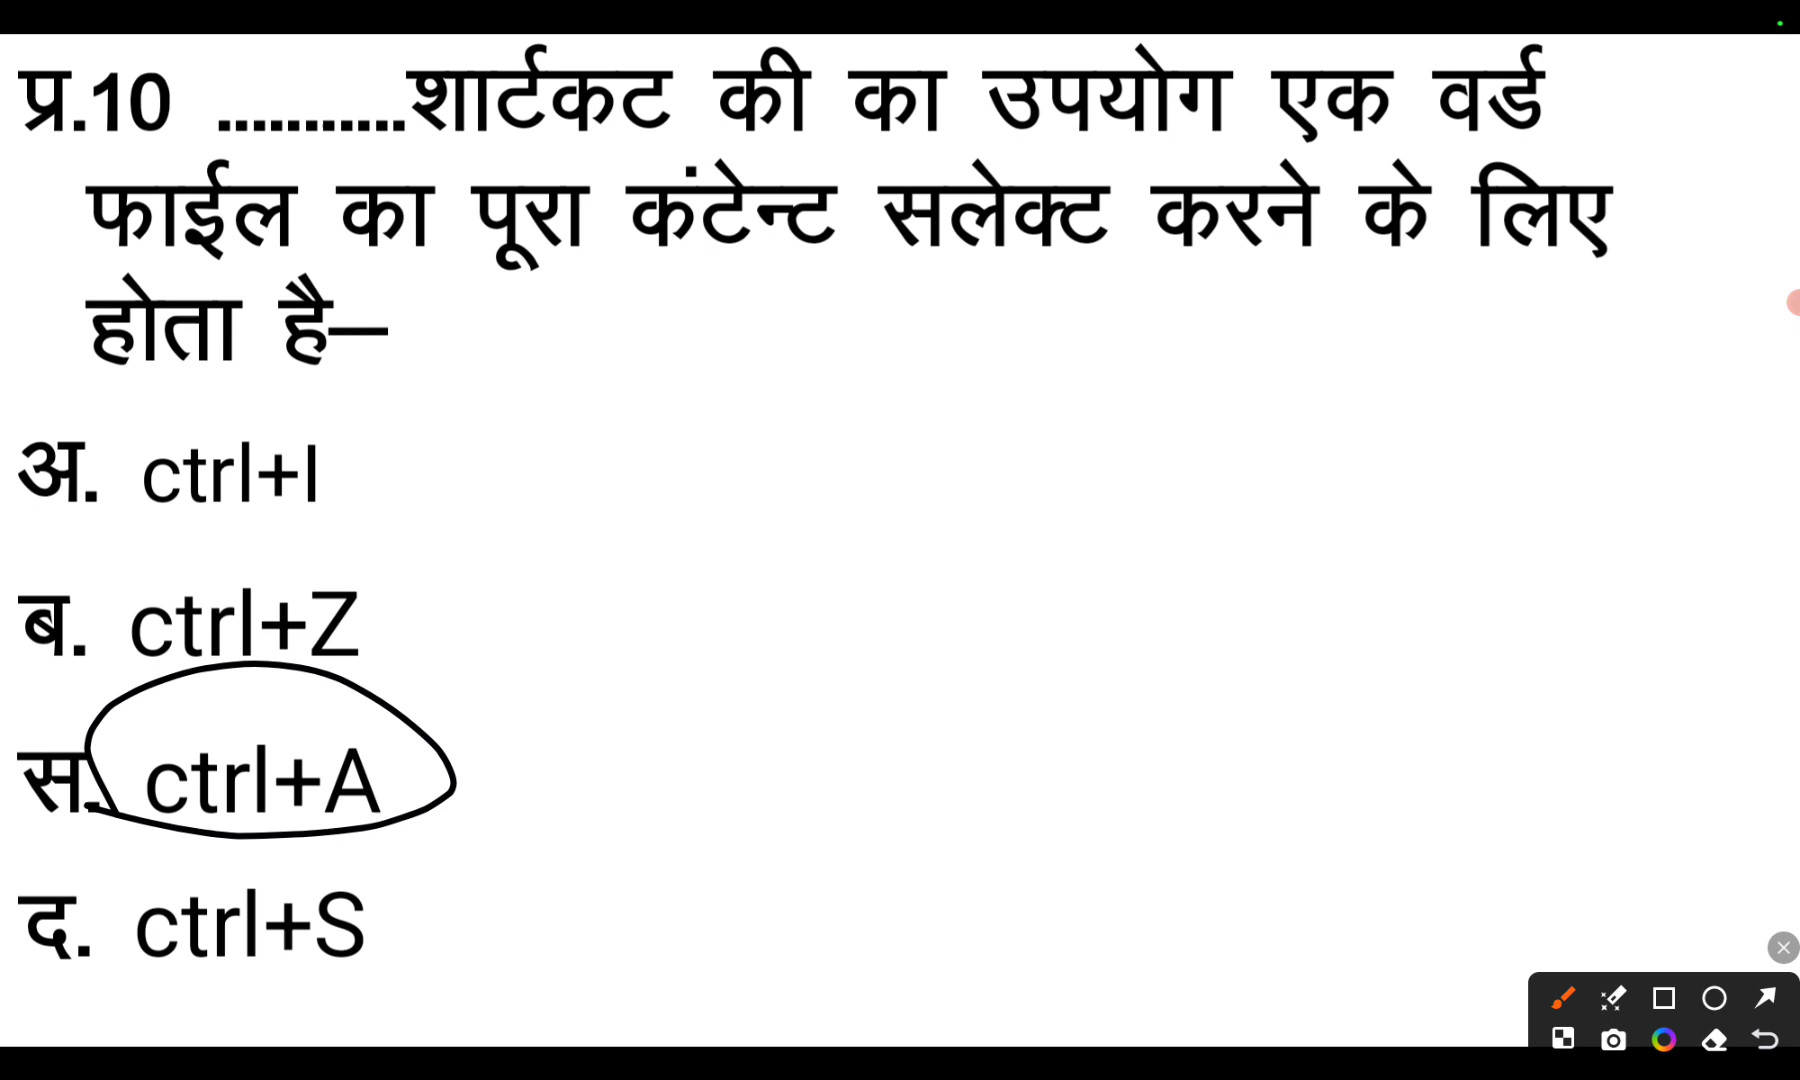 प्र.10 ...........शार्टकट की का उपयोग एक वर्ड
फाईल का पूरा कंटेन्ट सलेक्ट करने के लिए
होता है–
अ. ctrl+I
ब. ctrl+Z
स. ctrl+A
द. ctrl+S